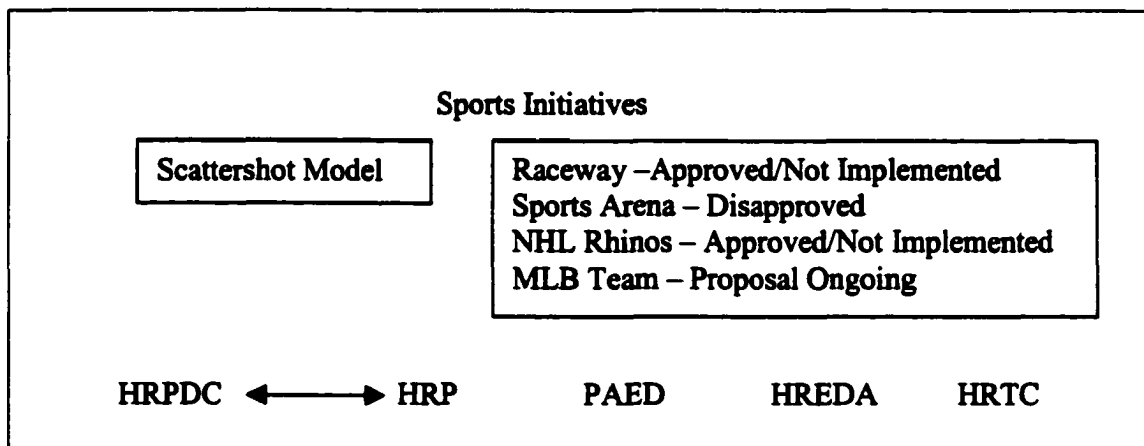 Sports Initiatives
Scattershot Model
Raceway –Approved/Not Implemented
Sports Arena – Disapproved
NHL Rhinos – Approved/Not Implemented
MLB Team – Proposal Ongoing
HRPDC HRP PAED HREDA HRTC